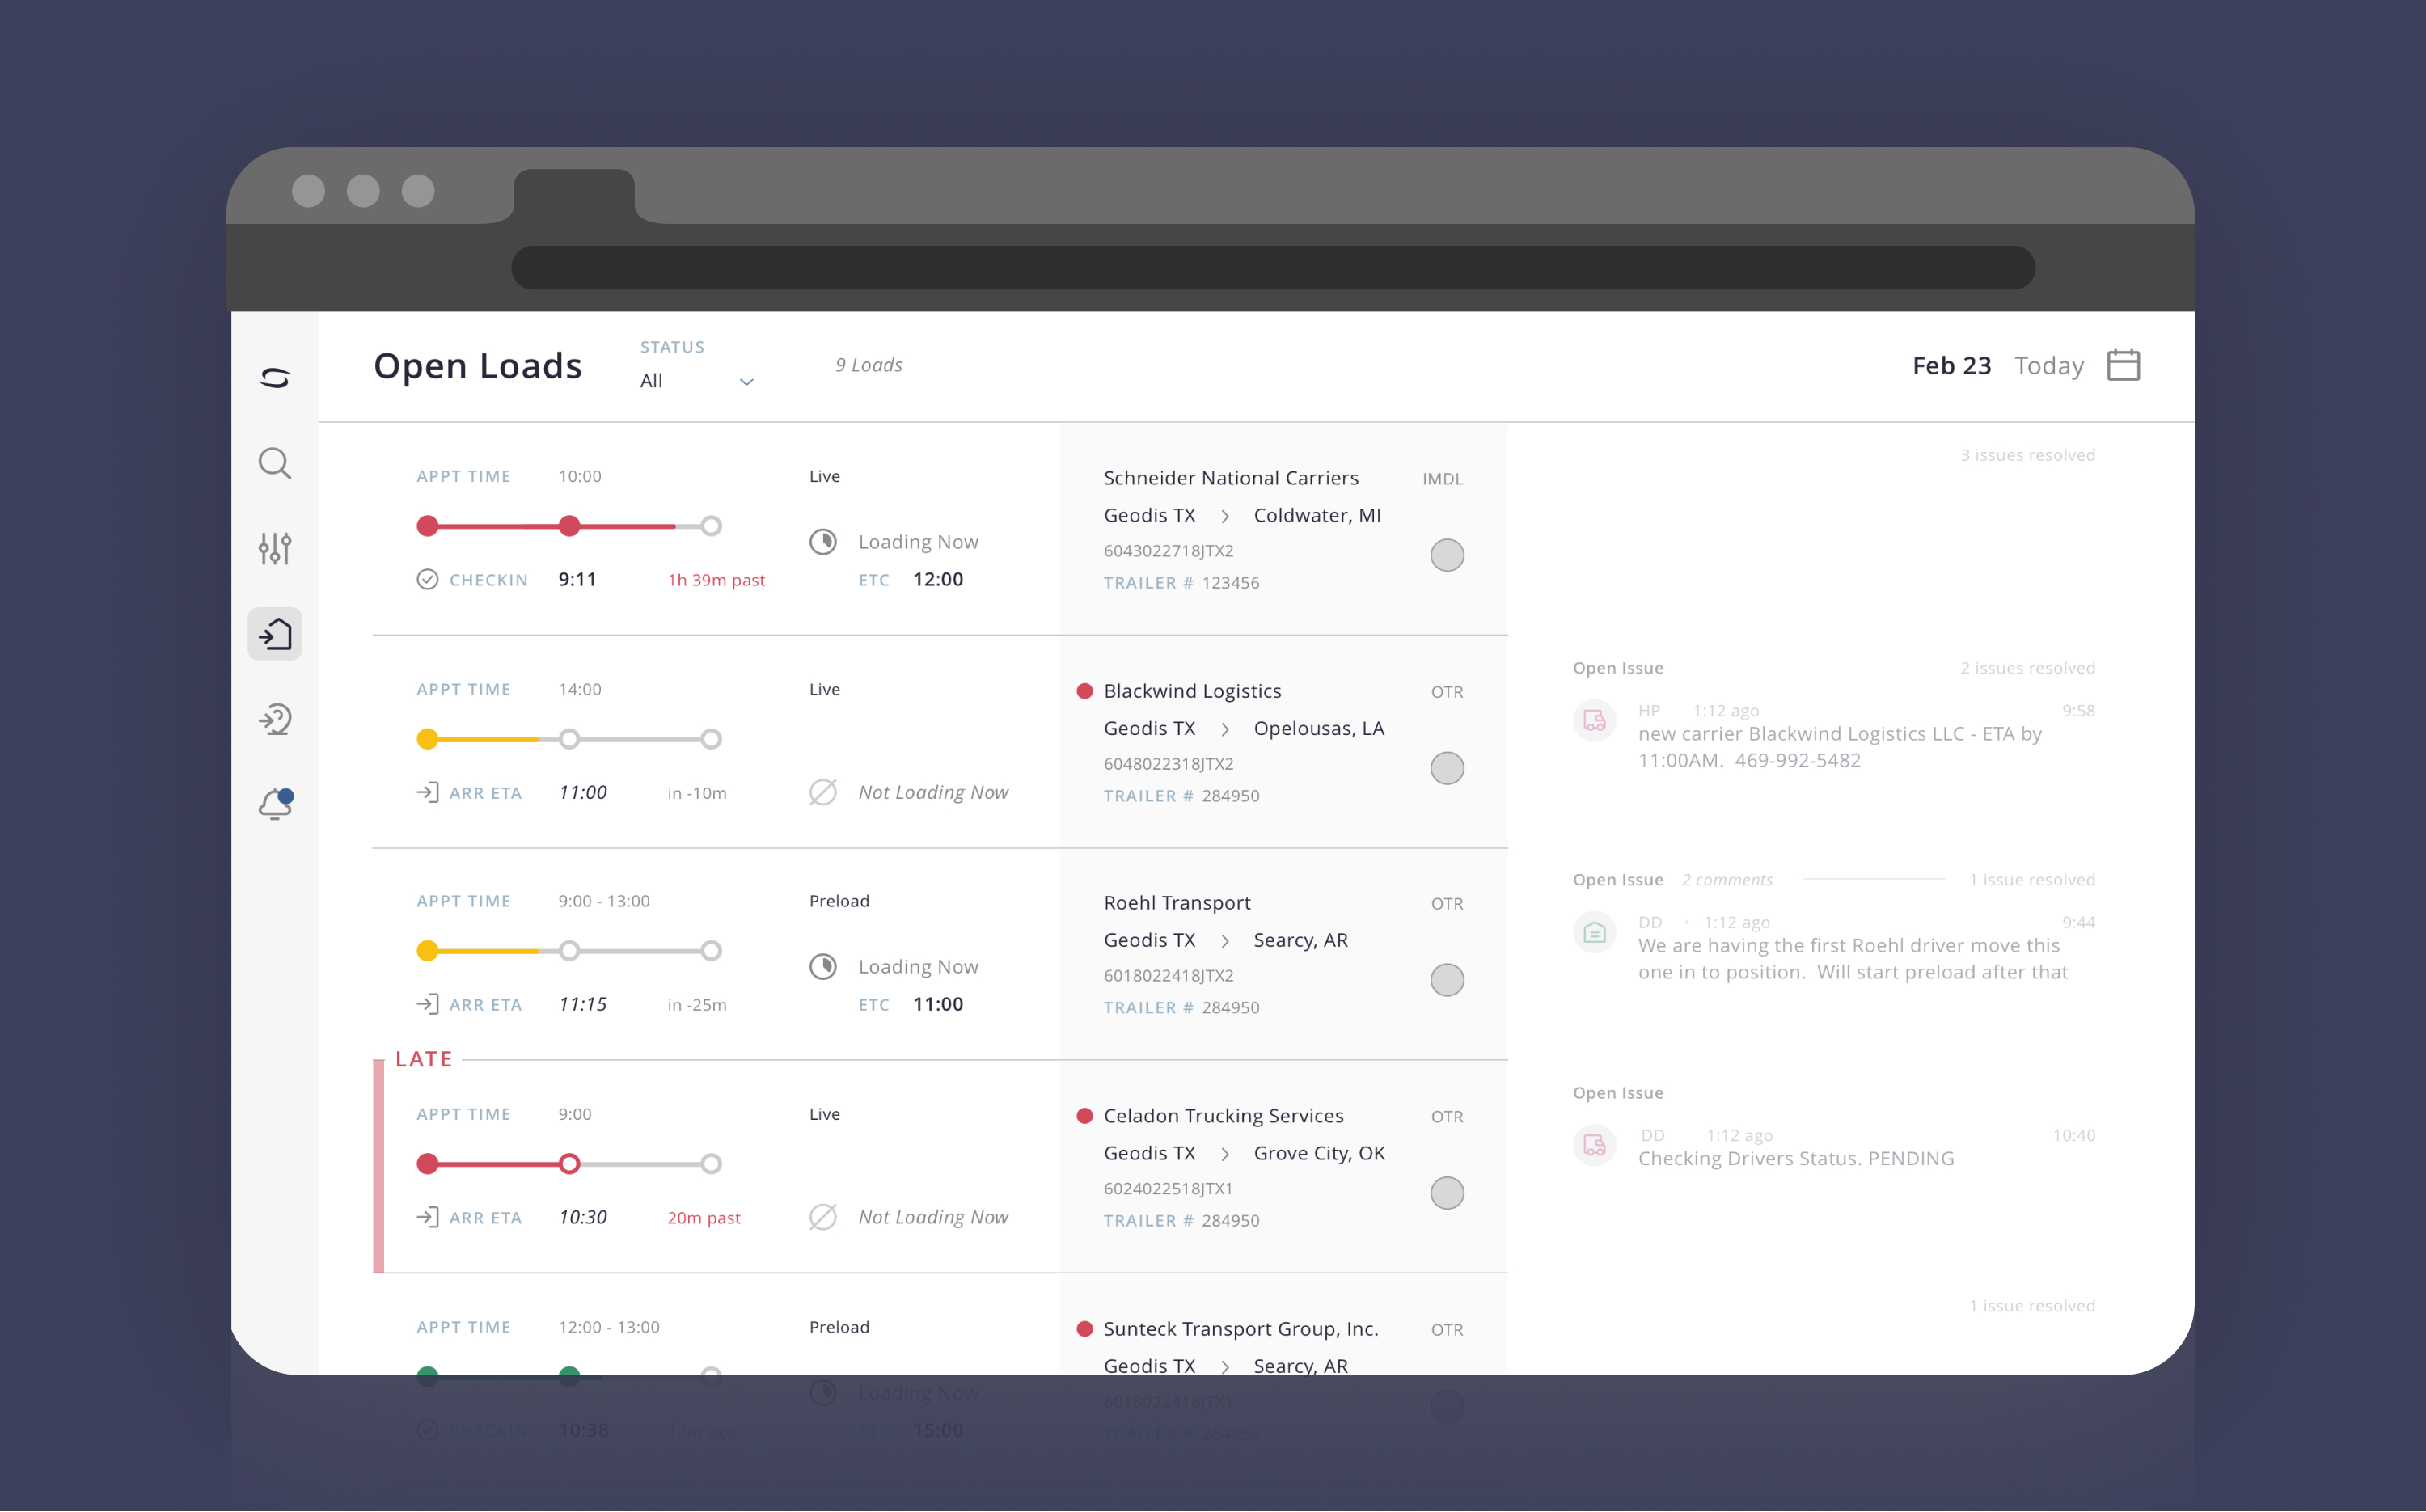 Open Loads
STATUS
All
9 Loads
Feb 23 Today
APPT TIME 10:00
CHECKIN 9:11 1h 39m past
Live
Loading Now
ETC 12:00
Schneider National Carriers IMDL
Geodis TX > Coldwater, MI
6043022718JTX2
TRAILER # 123456
3 issues resolved
APPT TIME 14:00
ARR ETA 11:00 in -10m
Live
Not Loading Now
Blackwind Logistics OTR
Geodis TX > Opelousas, LA
6048022318JTX2
TRAILER # 284950
Open Issue 2 issues resolved
HP 1:12 ago 9:58
new carrier Blackwind Logistics LLC - ETA by
11:00AM. 469-992-5482
APPT TIME 9:00 - 13:00
ARR ETA 11:15 in -25m
Preload
Loading Now
ETC 11:00
Roehl Transport OTR
Geodis TX > Searcy, AR
6018022418JTX2
TRAILER # 284950
Open Issue 2 comments 1 issue resolved
DD • 1:12 ago 9:44
We are having the first Roehl driver move this
one in to position. Will start preload after that
LATE
APPT TIME 9:00
ARR ETA 10:30 20m past
Live
Not Loading Now
Celadon Trucking Services OTR
Geodis TX > Grove City, OK
6024022518JTX1
TRAILER # 284950
Open Issue
DD 1:12 ago 10:40
Checking Drivers Status. PENDING
APPT TIME 12:00 - 13:00
CHECKIN 10:38 12m ago
Preload
Loading Now
ETC 15:00
Sunteck Transport Group, Inc. OTR
Geodis TX > Searcy, AR
6018022418JTX1
TRAILER # 284950
1 issue resolved